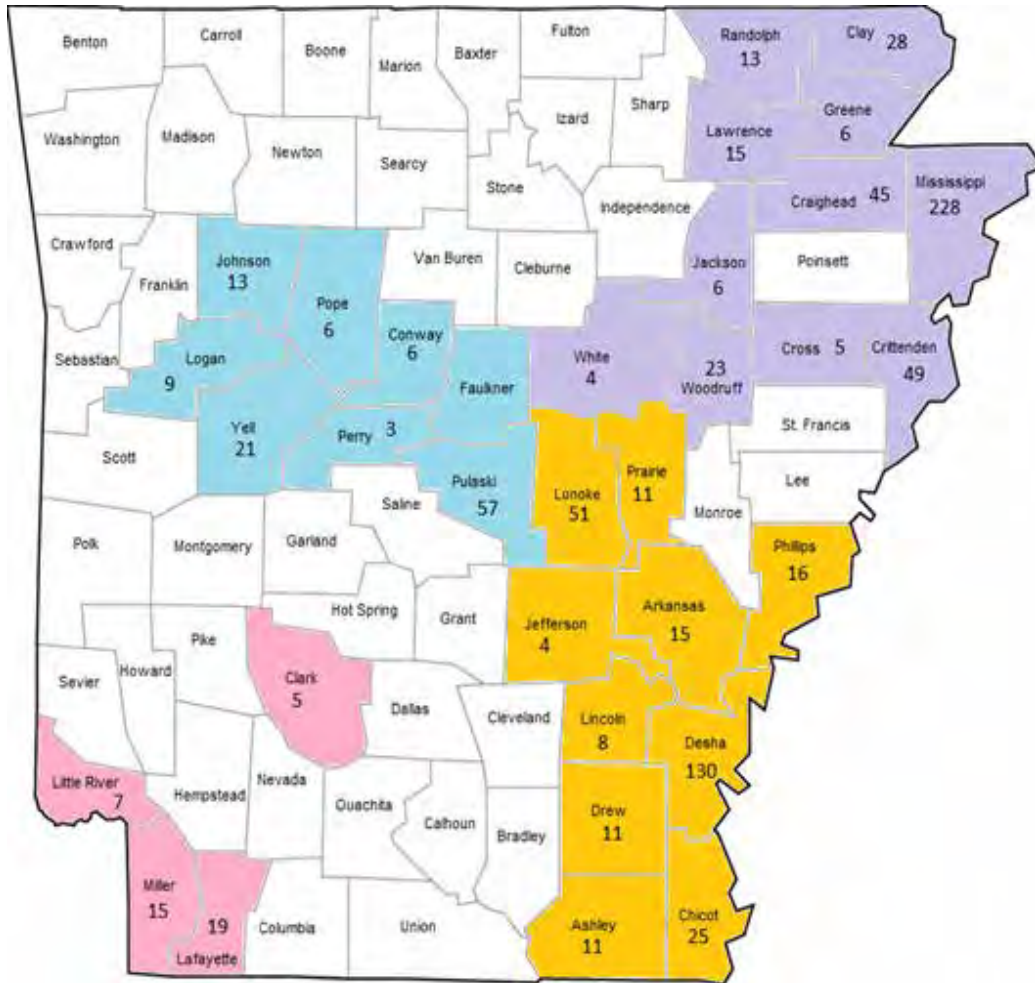 Benton
Carroll
Boone
Marion
Baxter
Fulton
Randolph
13
Clay 28
Izard
Sharp
Washington
Madison
Newton
Searcy
Stone
Lawrence
15
Greene
6
Independence
Craighead 45
Mississippi
228
Crawford
Franklin
Johnson
13
Pope
6
Van Buren
Cleburne
Jackson
6
Poinsett
Sebastian
Logan
9
Conway
6
Faulkner
White
4
23
Woodruff
Cross 5
Crittenden
49
Scott
Yell
21
Perry 3
Pulaski
57
Lonoke
51
Prairie
11
St. Francis
Lee
Monroe
Saline
Polk
Montgomery
Garland
Phillips
16
Hot Spring
Grant
Jefferson
4
Arkansas
15
Sevier
Howard
Pike
Clark
5
Dallas
Cleveland
Lincoln
8
Desha
130
Little River
7
Hempstead
Nevada
Ouachita
Calhoun
Bradley
Drew
11
Miller
15
19
Lafayette
Columbia
Union
Ashley
11
Chicot
25